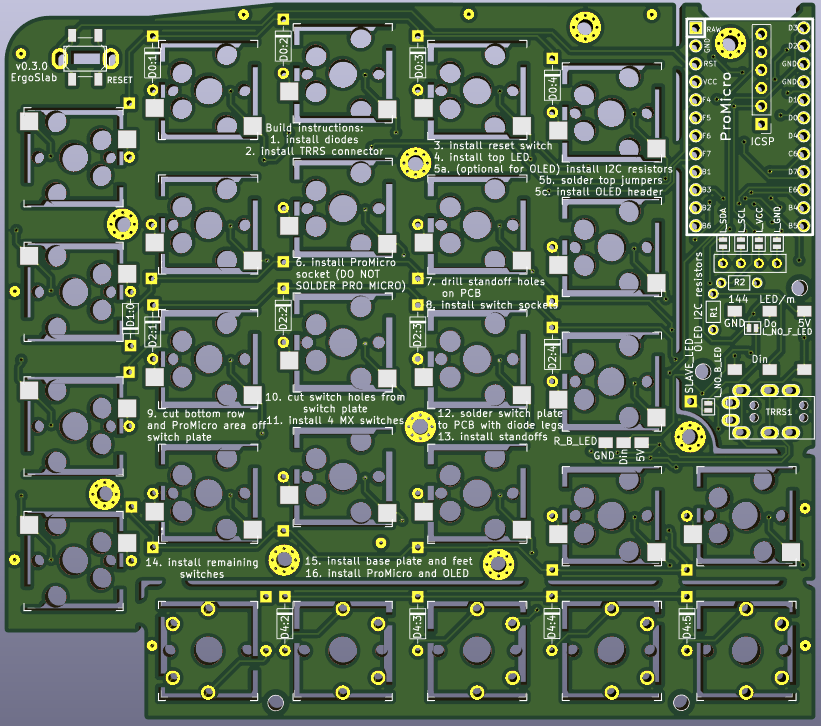 v0.3.0
ErgoSlab
RESET
D0:1
D0:2
D0:3
D0:4
Build instructions:
1. install diodes
2. install TRRS connector
3. install reset switch
4. install top LED.
5a. (optional for OLED) install I2C resistors
5b. solder top jumpers
5c. install OLED header
ProMicro
ICSP
RAW
GND
RST
VCC
F4
F5
F6
F7
B1
B3
B2
B6
D3
D2
GND
GND
D1
D0
D4
C6
D7
E6
B4
B5
L_SDA
L_SCL
L_VCC
L_GND
6. install ProMicro
socket (DO NOT
SOLDER PRO MICRO)
7. drill standoff holes
on PCB
8. install switch sockets
OLED I2C resistors
R2
R1
144 LED/m
GND
Do
5V
L_NO_F_LED
Din
SLAVE_LED
L_NO_B_LED
TRRS1
D1:0
D2:1
D2:2
D2:3
D2:4
9. cut bottom row
and ProMicro area off
switch plate
10. cut switch holes from
switch plate
11. install 4 MX switches
12. solder switch plate
to PCB with diode legs
13. install standoffs
R_B_LED
GND
Din
5V
14. install remaining
switches
15. install base plate and feet
16. install ProMicro and OLED
D4:2
D4:3
D4:4
D4:5